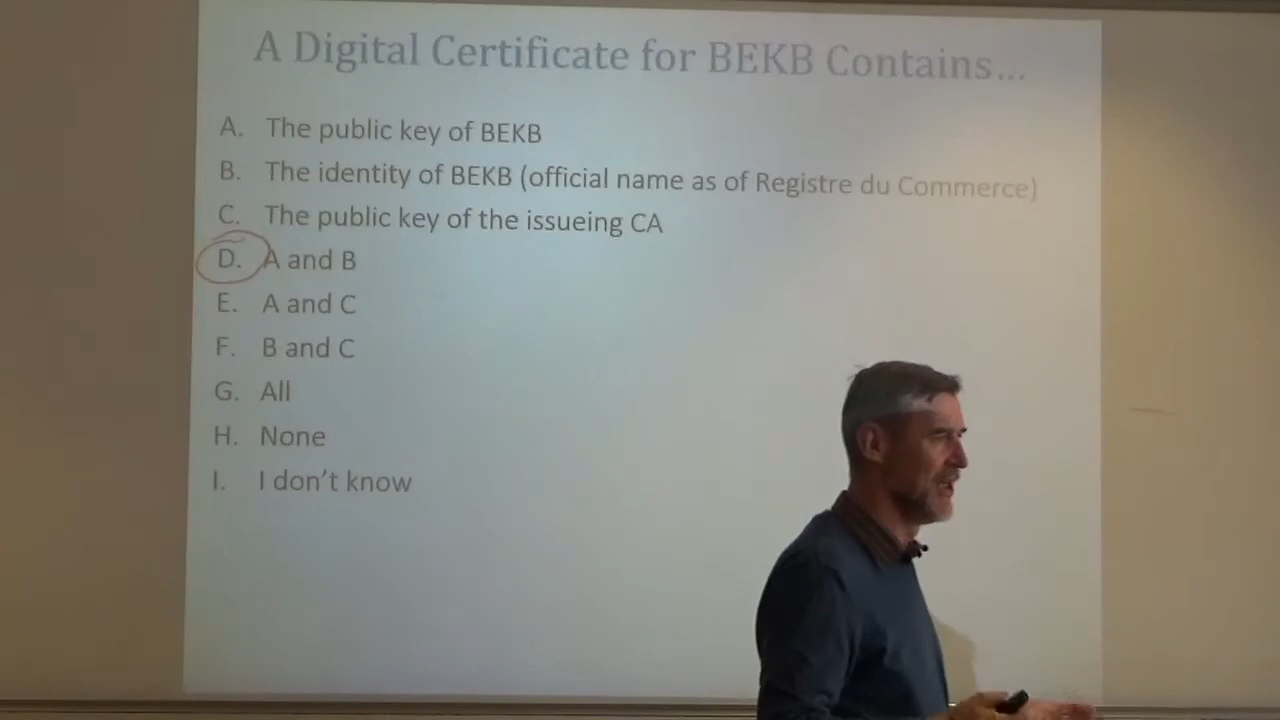 A Digital Certificate for BEKB Contains...
A. The public key of BEKB
B. The identity of BEKB (official name as of Registre du Commerce)
C. The public key of the issueing CA
D. A and B
E. A and C
F. B and C
G. All
H. None
I. I don't know